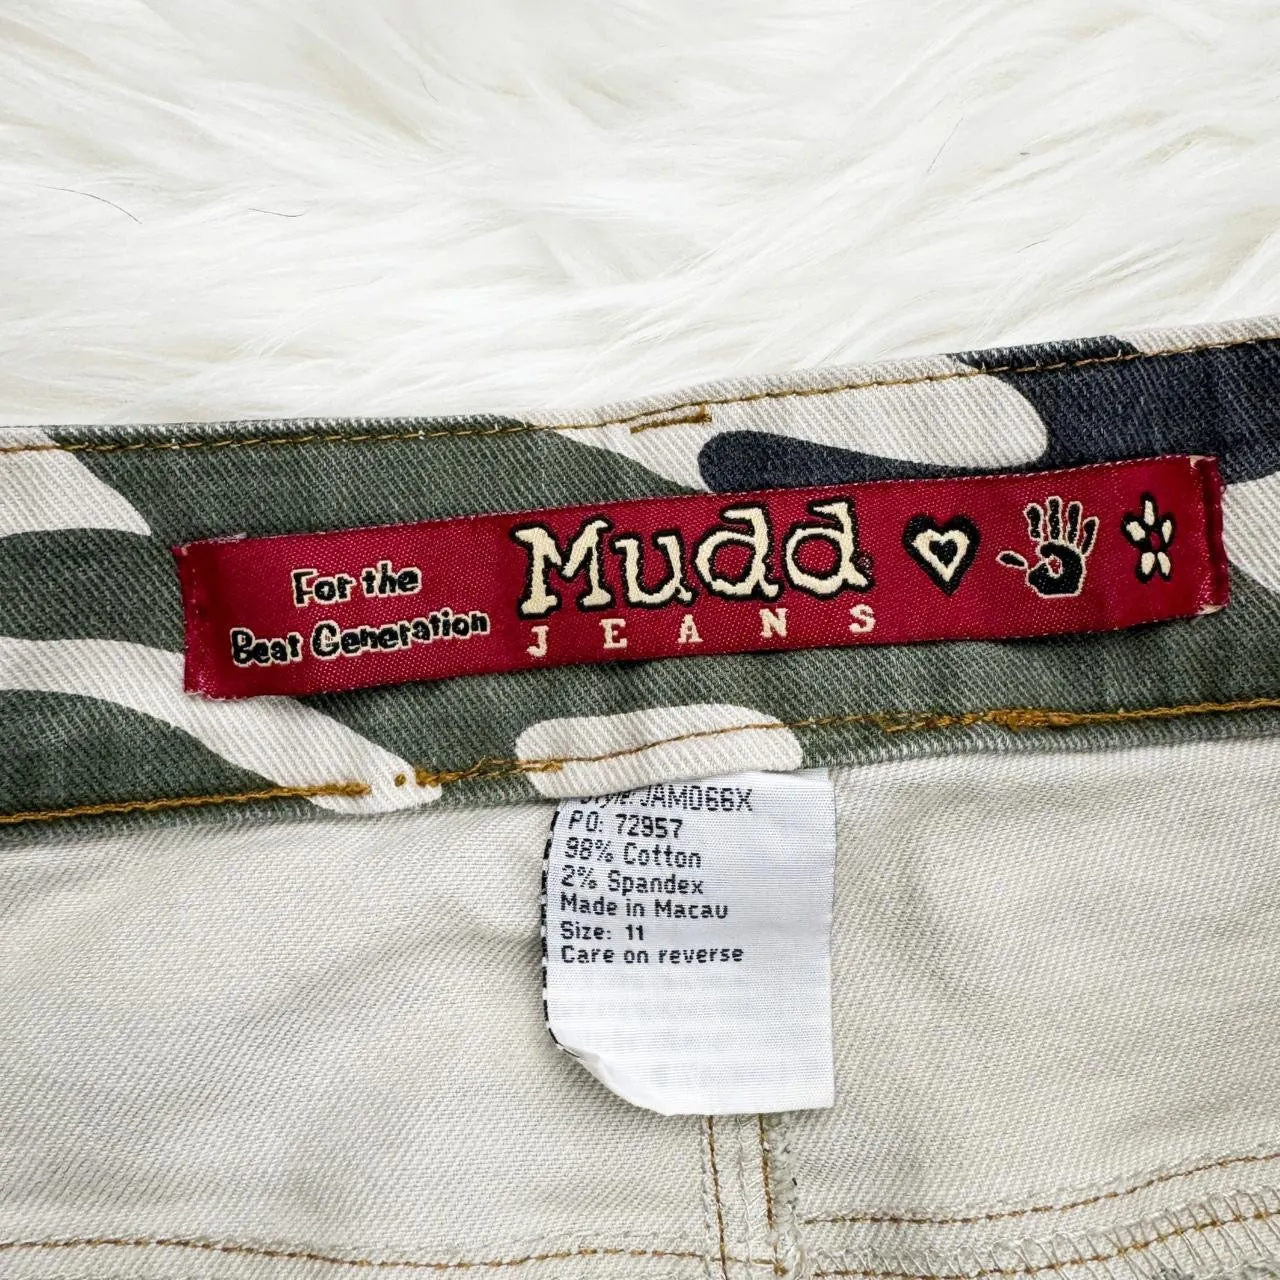 For the
Beat Generation
Mudd
JEANS
Style: JAM066X
PO: 72957
98% Cotton
2% Spandex
Made in Macau
Size: 11
Care on reverse